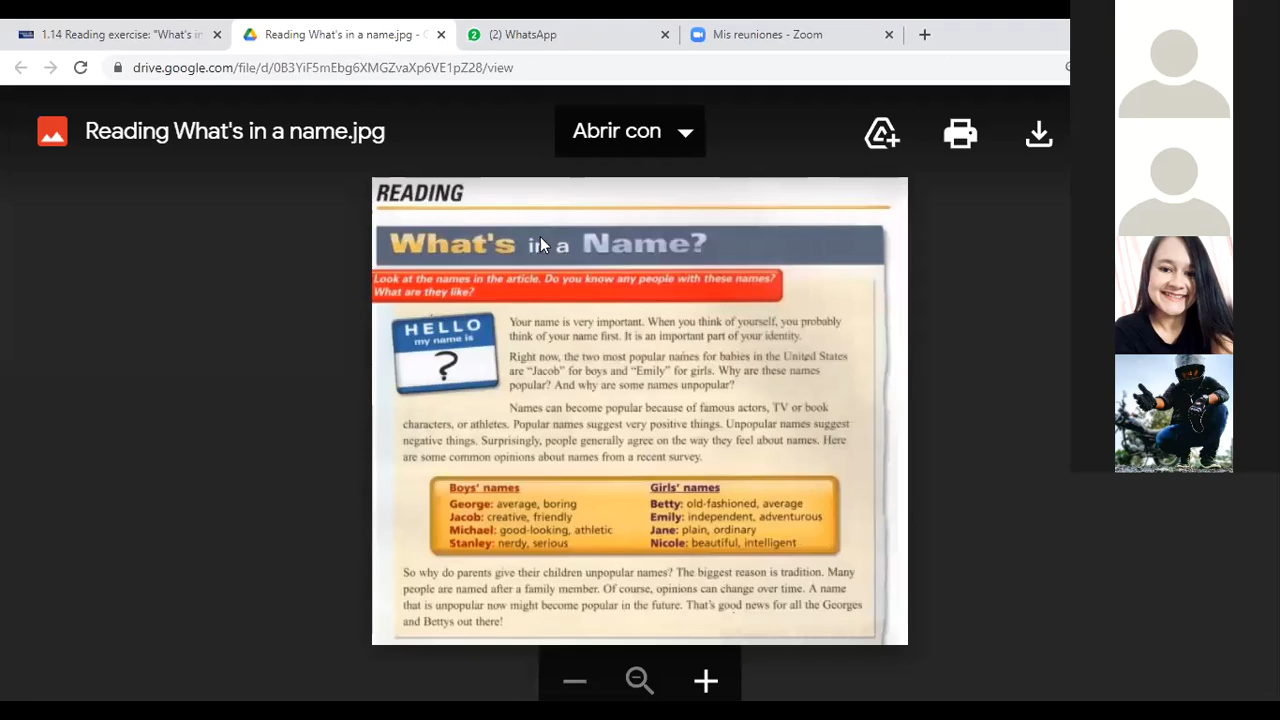 1.14 Reading exercise: "What's in
Reading What's in a name.jpg - G
2 (2) WhatsApp
Mis reuniones - Zoom
drive.google.com/file/d/0B3YiF5mEbg6XMGZvaXp6VE1pZ28/view
Reading What's in a name.jpg
Abrir con
READING
What's in a Name?
Look at the names in the article. Do you know any people with these names?
What are they like?
HELLO
my name is
?
Your name is very important. When you think of yourself, you probably
think of your name first. It is an important part of your identity.
Right now, the two most popular names for babies in the United States
are “Jacob” for boys and “Emily” for girls. Why are these names
popular? And why are some names unpopular?
Names can become popular because of famous actors, TV or book
characters, or athletes. Popular names suggest very positive things. Unpopular names suggest
negative things. Surprisingly, people generally agree on the way they feel about names. Here
are some common opinions about names from a recent survey.
Boys' names
George: average, boring
Jacob: creative, friendly
Michael: good-looking, athletic
Stanley: nerdy, serious
Girls' names
Betty: old-fashioned, average
Emily: independent, adventurous
Jane: plain, ordinary
Nicole: beautiful, intelligent
So why do parents give their children unpopular names? The biggest reason is tradition. Many
people are named after a family member. Of course, opinions can change over time. A name
that is unpopular now might become popular in the future. That's good news for all the Georges
and Bettys out there!